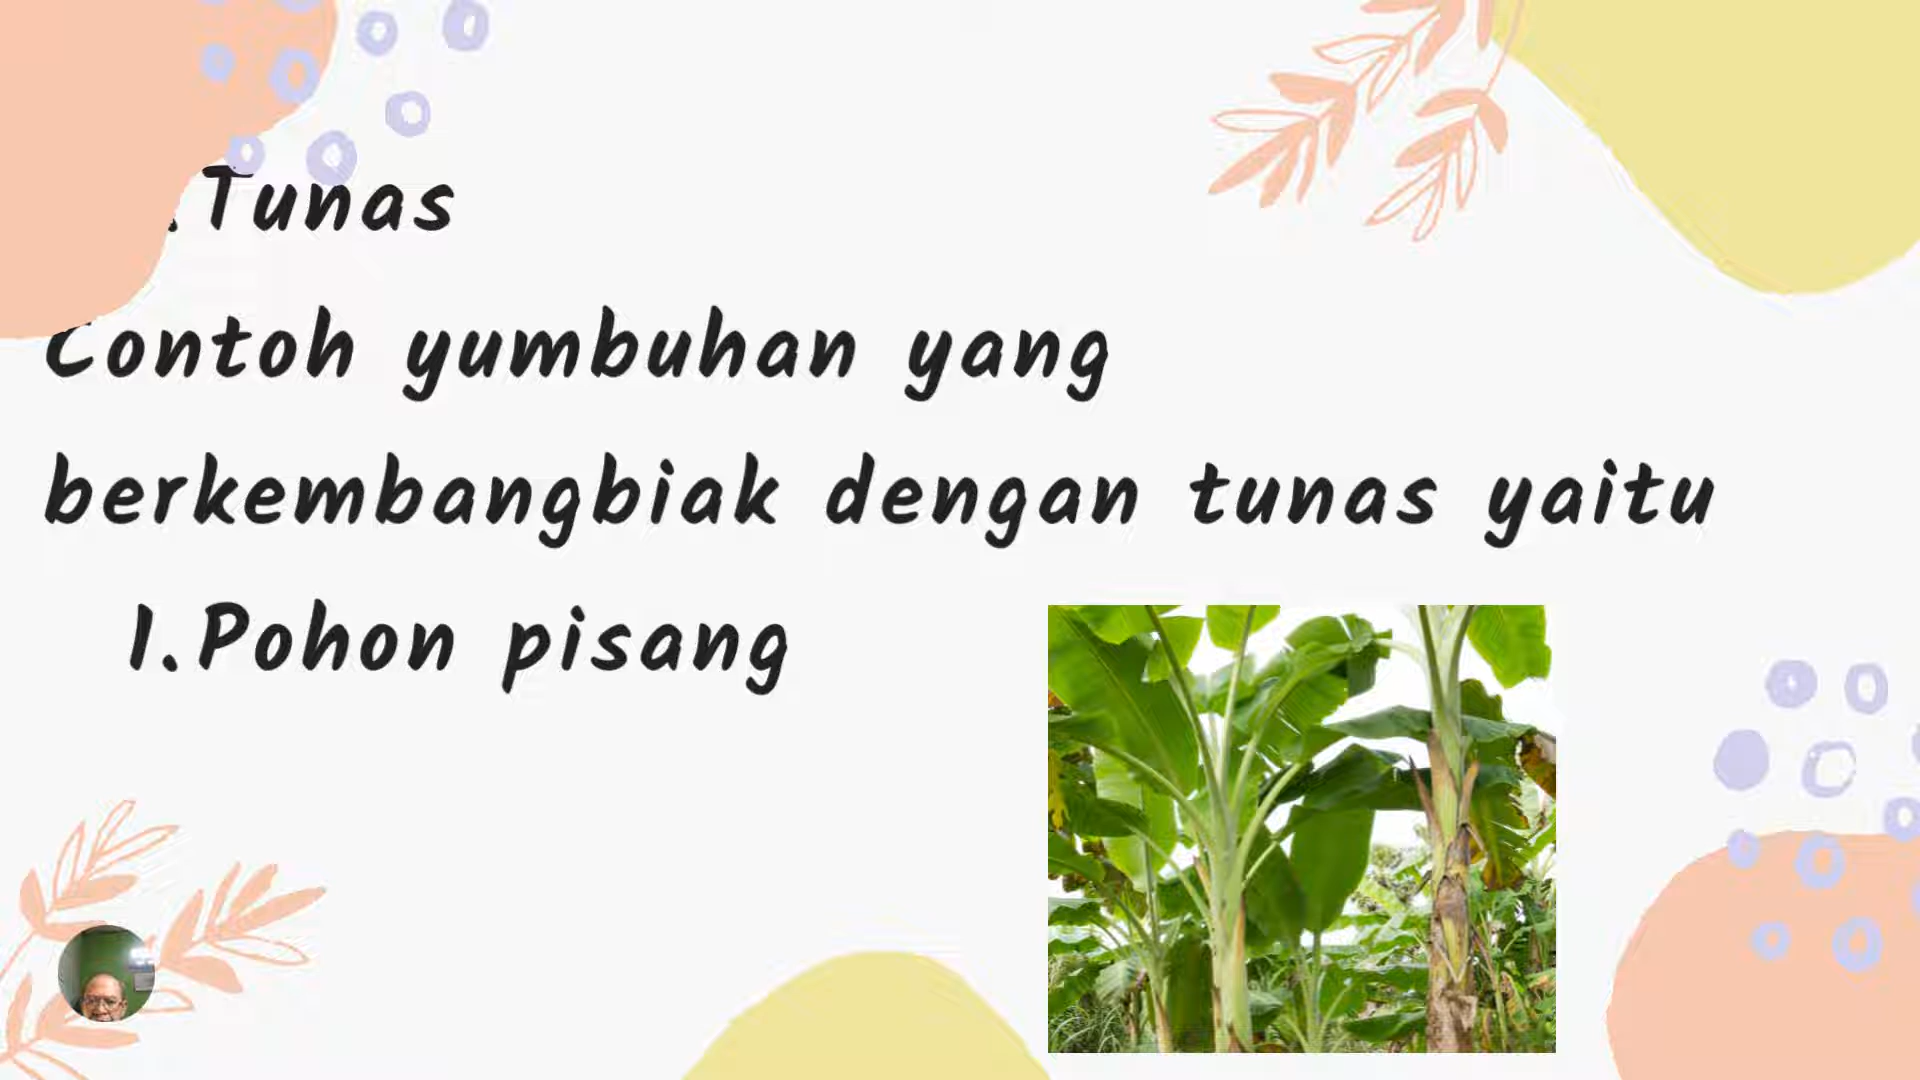 .Tunas
Contoh yumbuhan yang
berkembangbiak dengan tunas yaitu
1.Pohon pisang